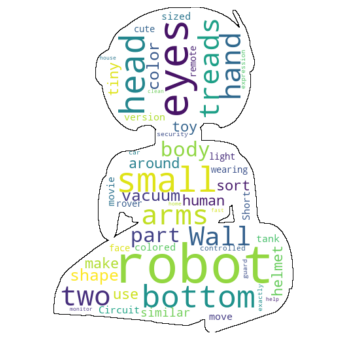 sized
cute
house
tiny
head
color
eyes
remote
treads
hand
expression
version
clean
toy
security
body
car
around
light
movie
small
wearing
rover
vacuum
human
sort
Short
arms
part
Wall
face
colored
controlled
tank
make
robot
helmet
shape
guard
two
use
bottom
exactly
Circuit
similar
help
monitor
move